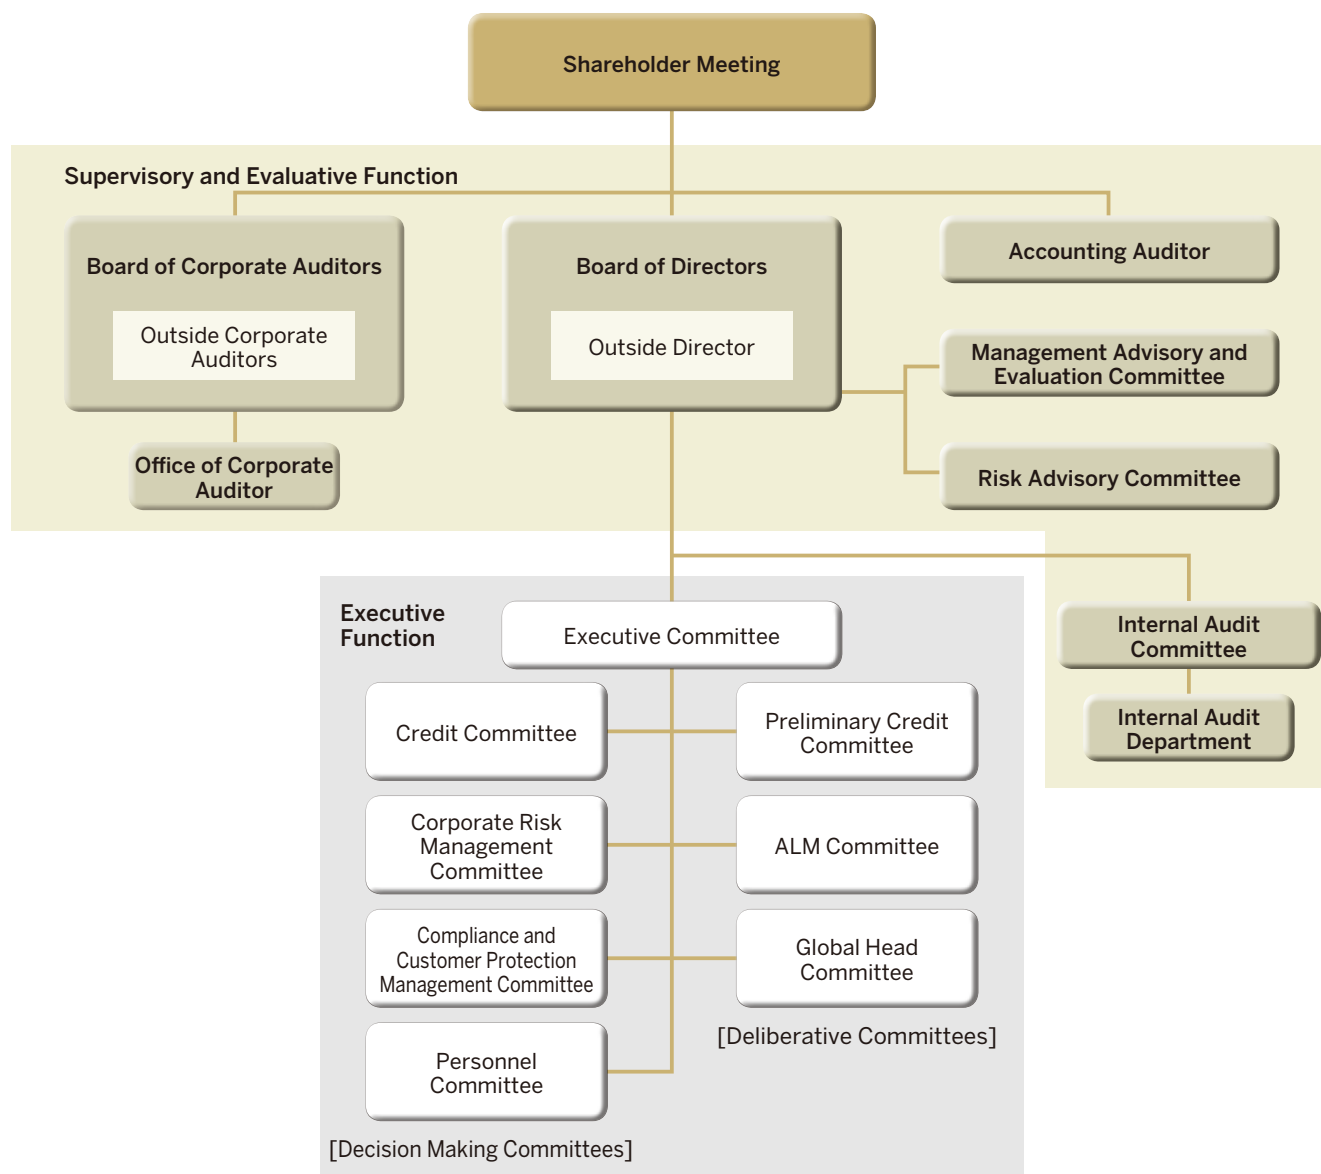 Shareholder Meeting
Supervisory and Evaluative Function
Board of Corporate Auditors
Outside Corporate
Auditors
Office of Corporate
Auditor
Board of Directors
Outside Director
Accounting Auditor
Management Advisory and
Evaluation Committee
Risk Advisory Committee
Internal Audit
Committee
Internal Audit
Department
Executive
Function
Executive Committee
Credit Committee
Corporate Risk
Management
Committee
Compliance and
Customer Protection
Management Committee
Personnel
Committee
[Decision Making Committees]
Preliminary Credit
Committee
ALM Committee
Global Head
Committee
[Deliberative Committees]